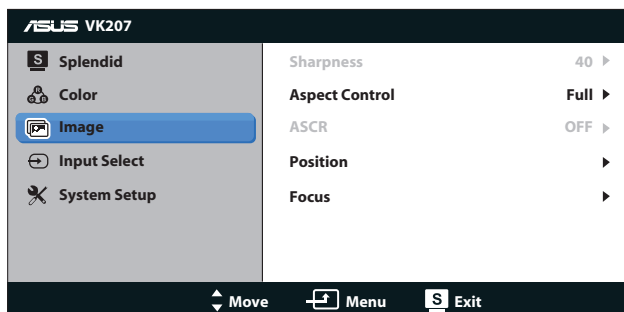 ASUS VK207
S Splendid
R G B Color
Image
Input Select
System Setup
Sharpness 40
Aspect Control Full
ASCR OFF
Position
Focus
Move Menu S Exit